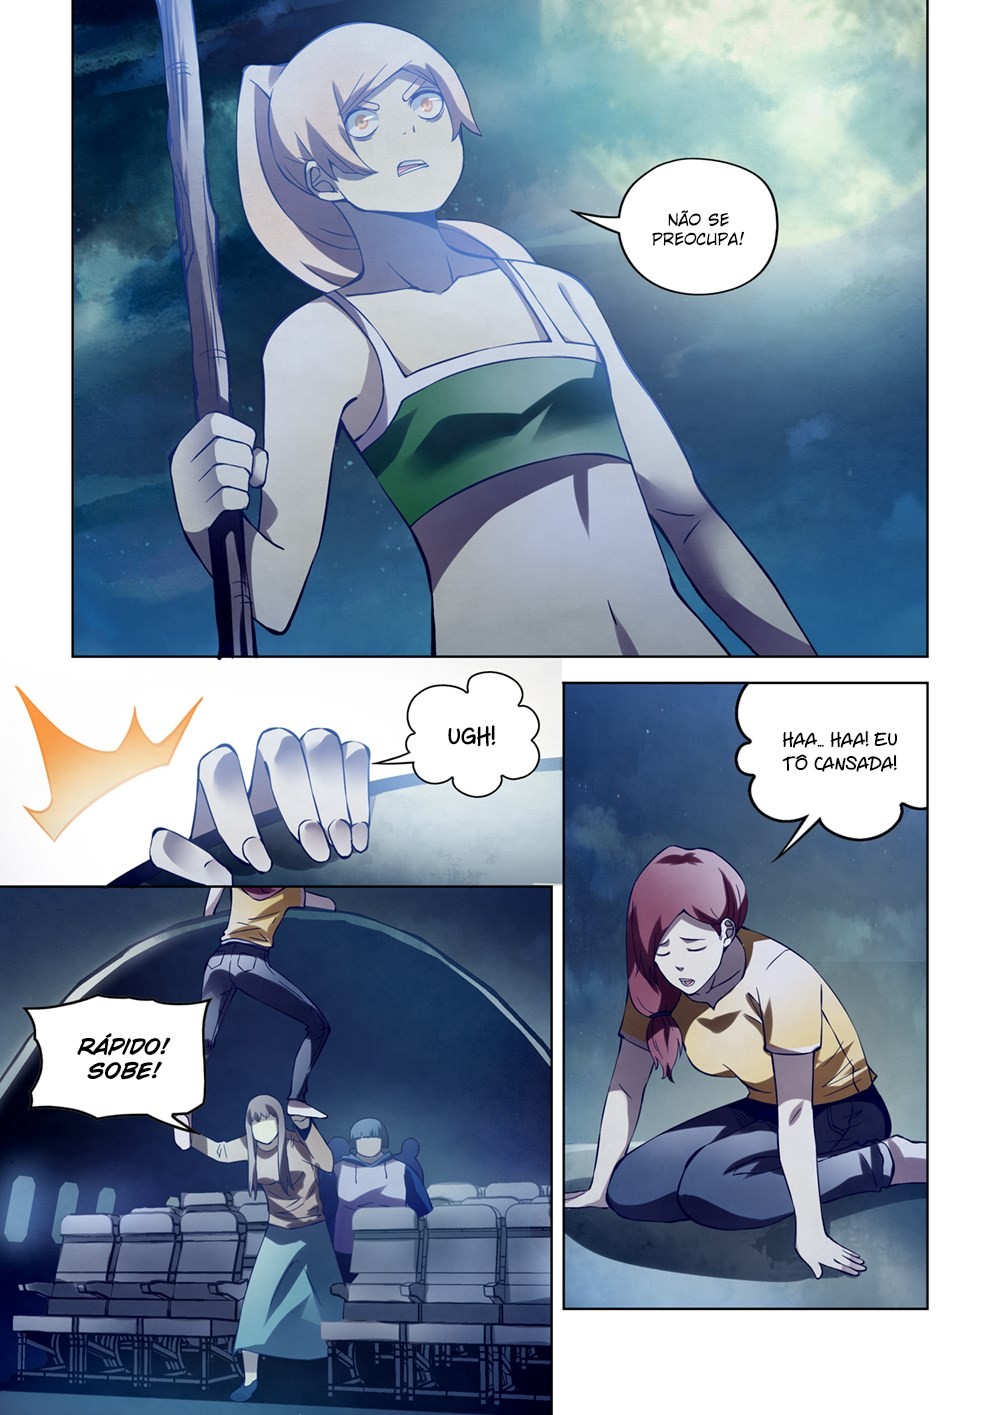 NÃO SE
PREOCUPA!
UGH!
HAA... HAA! EU
TÔ CANSADA!
RÁPIDO!
SOBE!